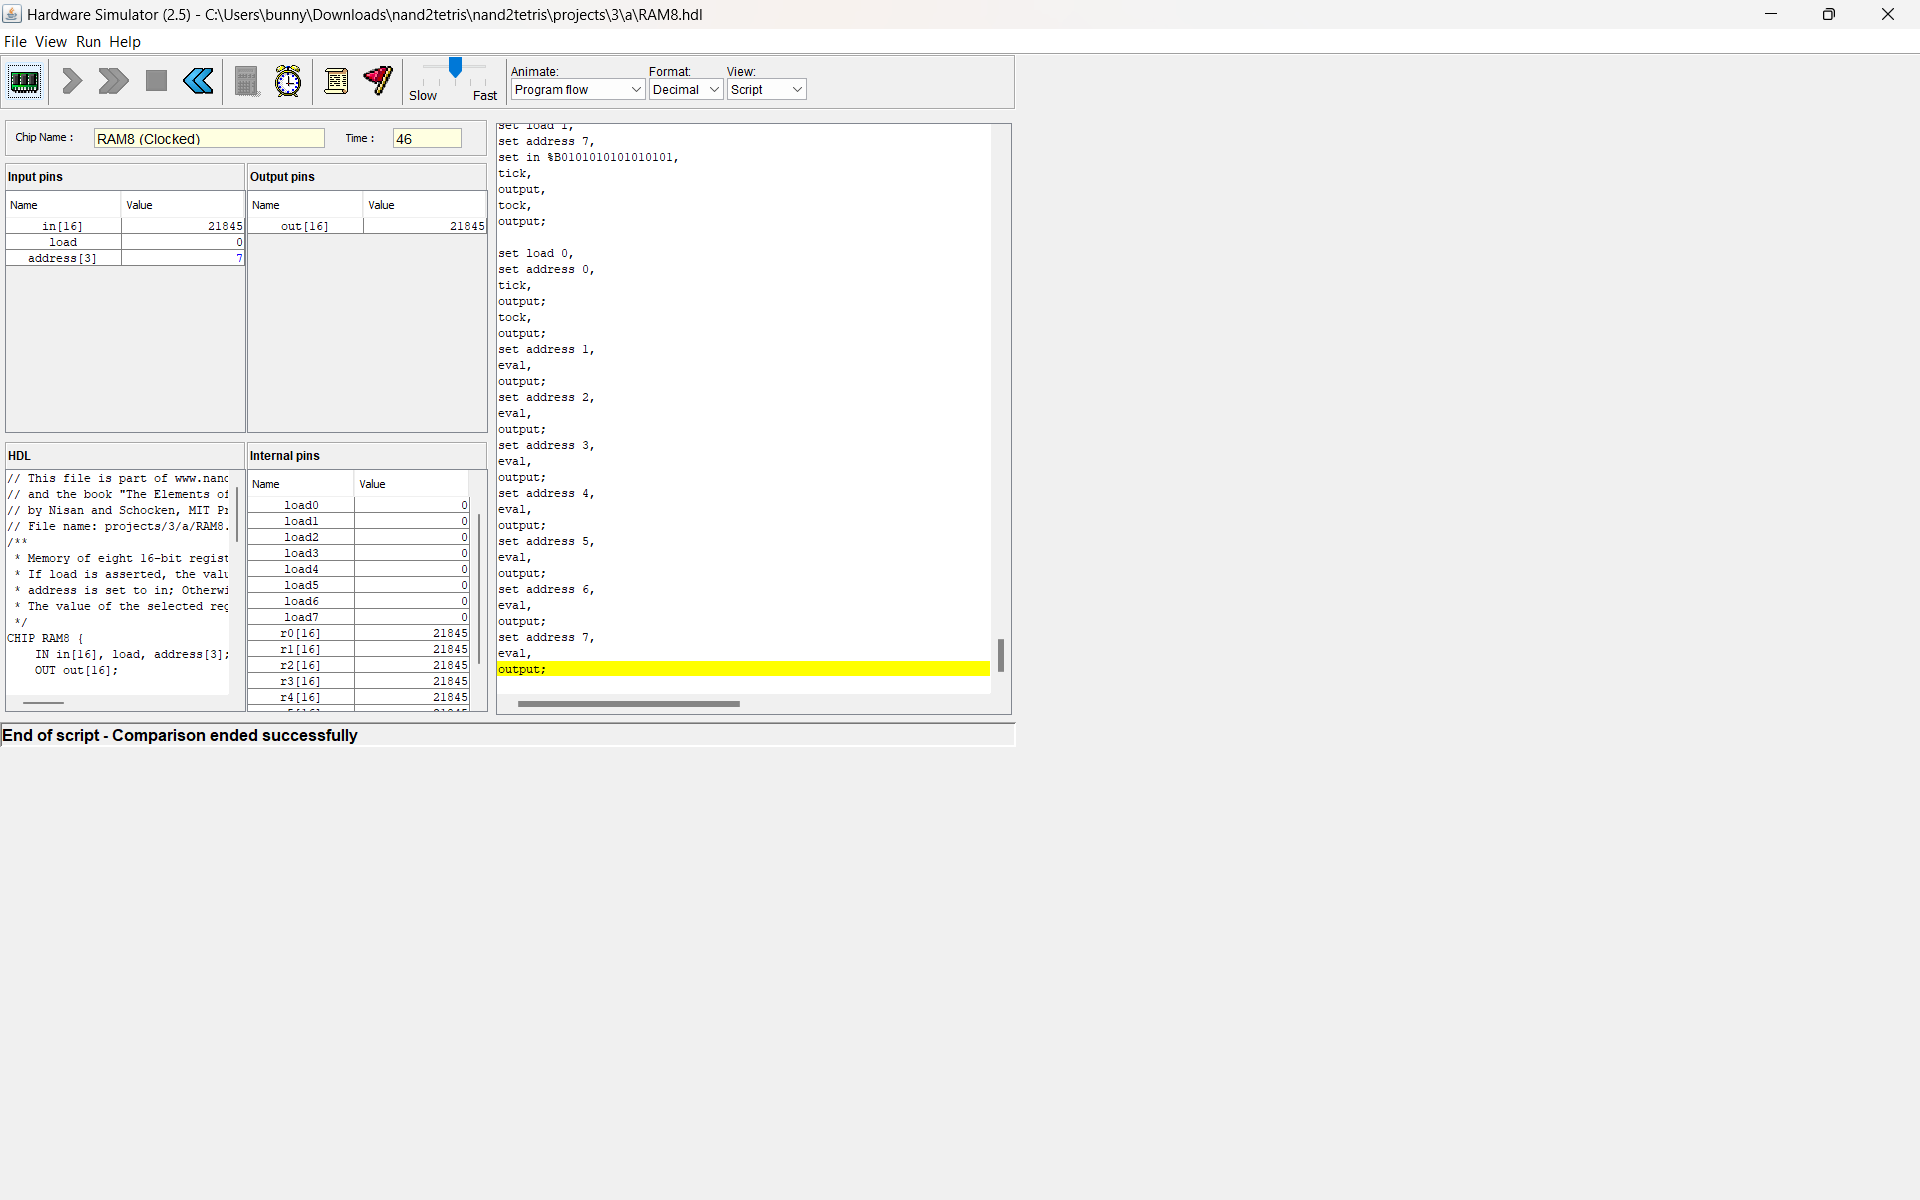 Hardware Simulator (2.5) - C:\Users\bunny\Downloads\nand2tetris\nand2tetris\projects\3\a\RAM8.hdl
File View Run Help
Animate: Format: View:
Slow Fast Program flow Decimal Script
Chip Name : RAM8 (Clocked) Time : 46
Input pins
Name Value
in[16] 21845
load 0
address[3] 7
Output pins
Name Value
out[16] 21845
HDL
// This file is part of www.nand
// and the book "The Elements of
// by Nisan and Schocken, MIT Pr
// File name: projects/3/a/RAM8.
/**
* Memory of eight 16-bit regist
* If load is asserted, the valu
* address is set to in; Otherwi
* The value of the selected reg
*/
CHIP RAM8 {
IN in[16], load, address[3];
OUT out[16];
Internal pins
Name Value
load0 0
load1 0
load2 0
load3 0
load4 0
load5 0
load6 0
load7 0
r0[16] 21845
r1[16] 21845
r2[16] 21845
r3[16] 21845
r4[16] 21845
set load 1,
set address 7,
set in %B0101010101010101,
tick,
output,
tock,
output;
set load 0,
set address 0,
tick,
output;
tock,
output;
set address 1,
eval,
output;
set address 2,
eval,
output;
set address 3,
eval,
output;
set address 4,
eval,
output;
set address 5,
eval,
output;
set address 6,
eval,
output;
set address 7,
eval,
output;
End of script - Comparison ended successfully